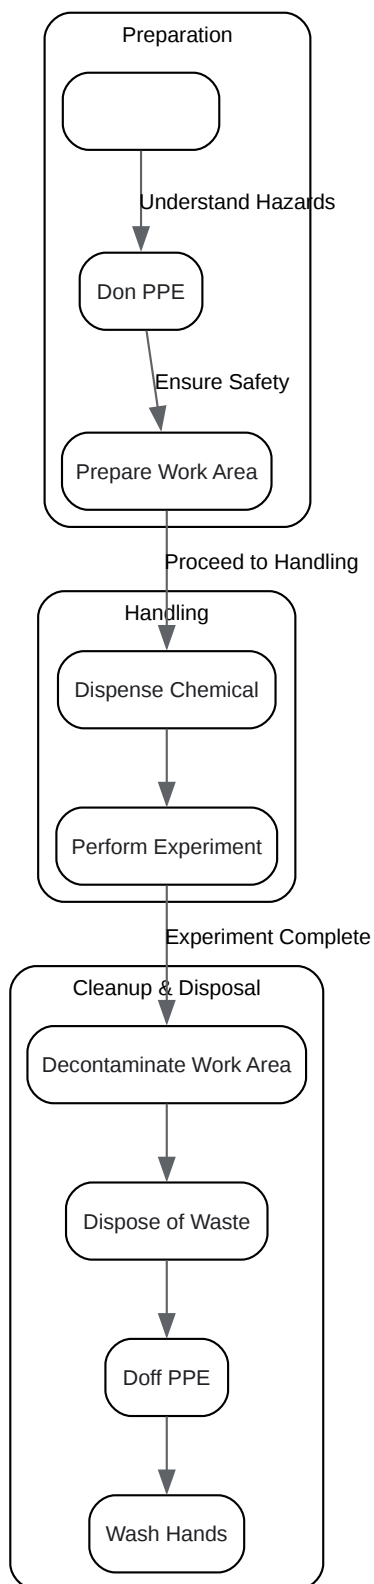 Preparation
Understand Hazards
Don PPE
Ensure Safety
Prepare Work Area
Proceed to Handling
Handling
Dispense Chemical
Perform Experiment
Experiment Complete
Cleanup & Disposal
Decontaminate Work Area
Dispose of Waste
Doff PPE
Wash Hands